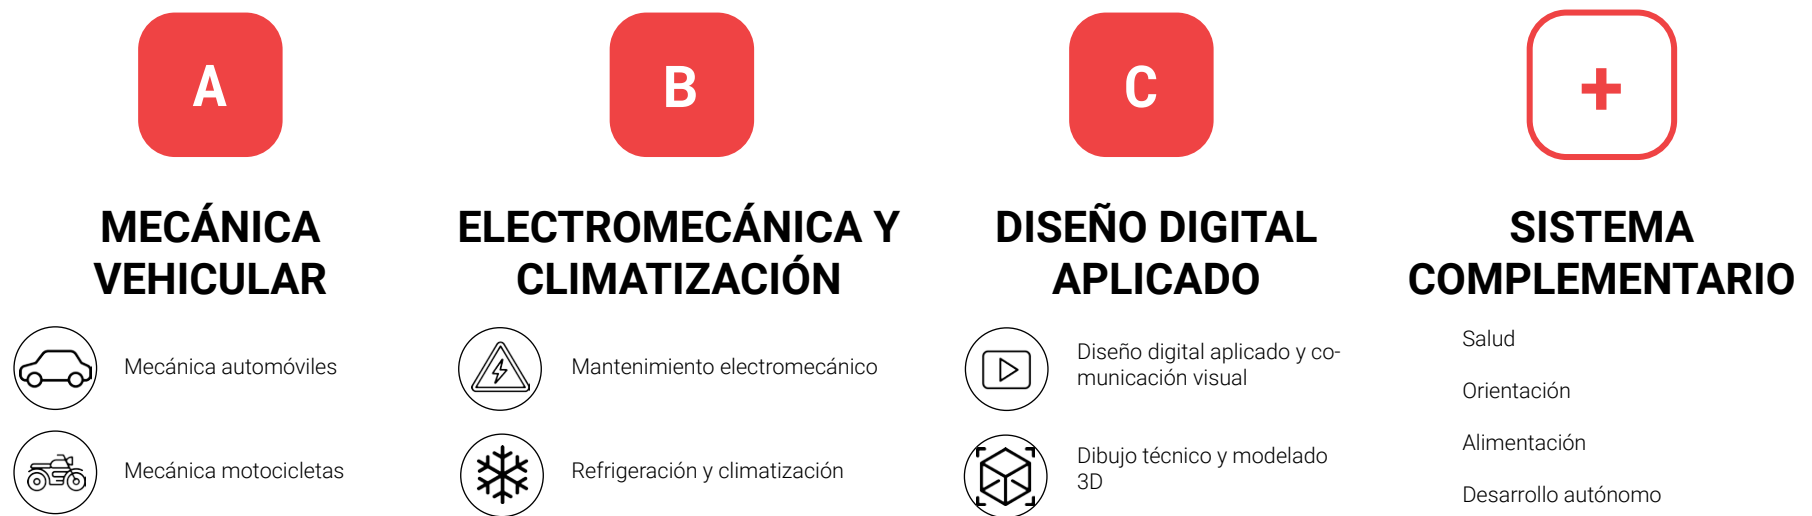 A
MECÁNICA
VEHICULAR
Mecánica automóviles
Mecánica motocicletas
B
ELECTROMECÁNICA Y
CLIMATIZACIÓN
Mantenimiento electromecánico
Refrigeración y climatización
C
DISEÑO DIGITAL
APLICADO
Diseño digital aplicado y co-
municación visual
Dibujo técnico y modelado
3D
+
SISTEMA
COMPLEMENTARIO
Salud
Orientación
Alimentación
Desarrollo autónomo